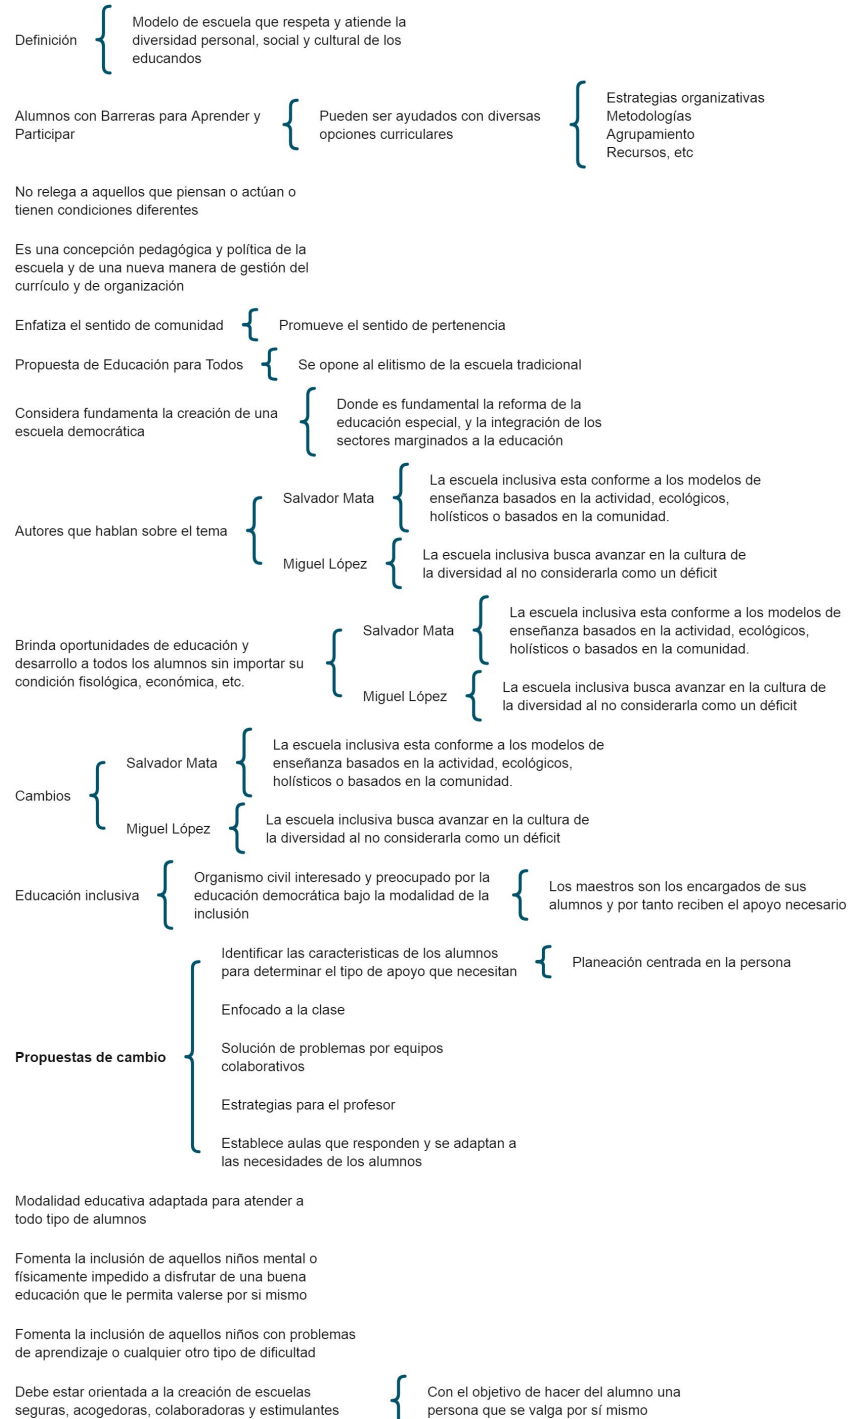 Modelo de escuela que respeta y atiende la
Definición
diversidad personal, social y cultural de los
educandos
Estrategias organizativas
Alumnos con Barreras para Aprender y
Pueden ser ayudados con diversas
Metodologías
Participar
opciones curriculares
Agrupamiento
Recursos, etc
No relega a aquellos que piensan o actúan o
tienen condiciones diferentes
Es una concepción pedagógica y política de la
escuela y de una nueva manera de gestión del
currículo y de organización
Enfatiza el sentido de comunidad
Promueve el sentido de pertenencia
Propuesta de Educación para Todos
Se opone al elitismo de la escuela tradicional
Considera fundamenta la creación de una
escuela democrática
Donde es fundamental la reforma de la
educación especial, y la integración de los
sectores marginados a la educación
Autores que hablan sobre el tema
Salvador Mata
La escuela inclusiva esta conforme a los modelos de
enseñanza basados en la actividad, ecológicos,
holísticos o basados en la comunidad.
Miguel López
La escuela inclusiva busca avanzar en la cultura de
la diversidad al no considerarla como un déficit
Brinda oportunidades de educación y
desarrollo a todos los alumnos sin importar su
condición fisológica, económica, etc.
Salvador Mata
La escuela inclusiva esta conforme a los modelos de
enseñanza basados en la actividad, ecológicos,
holísticos o basados en la comunidad.
Miguel López
La escuela inclusiva busca avanzar en la cultura de
la diversidad al no considerarla como un déficit
Cambios
Salvador Mata
La escuela inclusiva esta conforme a los modelos de
enseñanza basados en la actividad, ecológicos,
holísticos o basados en la comunidad.
Miguel López
La escuela inclusiva busca avanzar en la cultura de
la diversidad al no considerarla como un déficit
Educación inclusiva
Organismo civil interesado y preocupado por la
educación democrática bajo la modalidad de la
inclusión
Los maestros son los encargados de sus
alumnos y por tanto reciben el apoyo necesario
Propuestas de cambio
Identificar las caracteristicas de los alumnos
para determinar el tipo de apoyo que necesitan
Planeación centrada en la persona
Enfocado a la clase
Solución de problemas por equipos
colaborativos
Estrategias para el profesor
Establece aulas que responden y se adaptan a
las necesidades de los alumnos
Modalidad educativa adaptada para atender a
todo tipo de alumnos
Fomenta la inclusión de aquellos niños mental o
físicamente impedido a disfrutar de una buena
educación que le permita valerse por si mismo
Fomenta la inclusión de aquellos niños con problemas
de aprendizaje o cualquier otro tipo de dificultad
Debe estar orientada a la creación de escuelas
seguras, acogedoras, colaboradoras y estimulantes
Con el objetivo de hacer del alumno una
persona que se valga por sí mismo